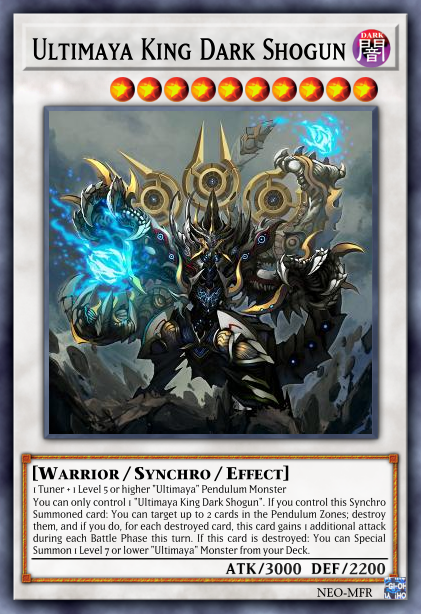 ULTIMAYA KING DARK SHOGUN
DARK
闇
[WARRIOR / SYNCHRO / EFFECT]
1 Tuner + 1 Level 5 or higher "Ultimaya" Pendulum Monster
You can only control 1 "Ultimaya King Dark Shogun". If you control this Synchro
Summoned card: You can target up to 2 cards in the Pendulum Zones; destroy
them, and if you do, for each destroyed card, this card gains 1 additional attack
during each Battle Phase this turn. If this card is destroyed: You can Special
Summon 1 Level 7 or lower "Ultimaya" Monster from your Deck.
ATK/3000 DEF/2200
NEO-MFR